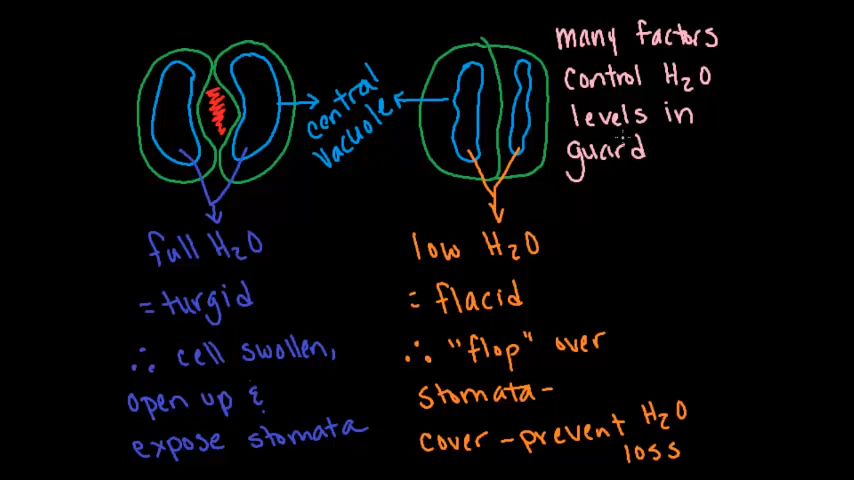 many factors
control H₂O
levels in
guard
central
vacuole
full H₂O
= turgid
∴ cell swollen,
open up &
expose stomata
low H₂O
= flacid
∴ "flop" over
stomata -
cover - prevent H₂O
loss